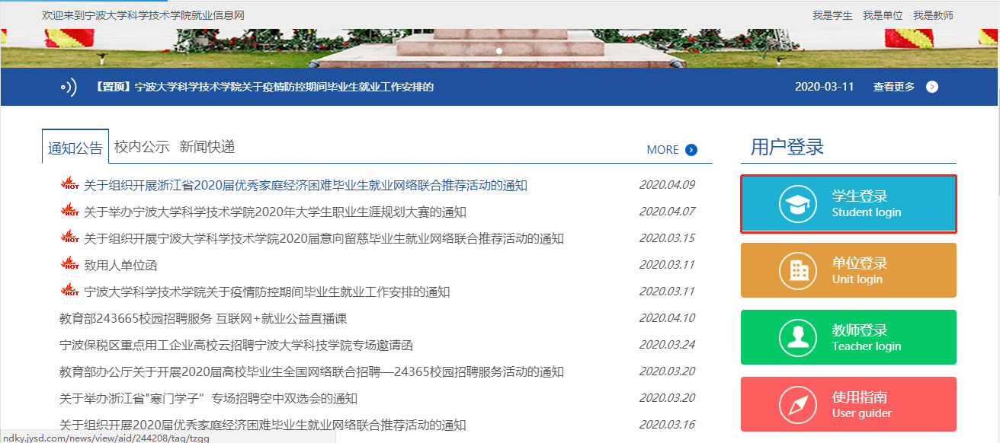 欢迎来到宁波大学科学技术学院就业信息网 我是学生 我是单位 我是教师
【置顶】宁波大学科学技术学院关于疫情防控期间毕业生就业工作安排的 2020-03-11 查看更多
通知公告 校内公示 新闻快递 MORE
用户登录
HOT 关于组织开展浙江省2020届优秀家庭经济困难毕业生就业网络联合推荐活动的通知 2020.04.09
HOT 关于举办宁波大学科学技术学院2020年大学生职业生涯规划大赛的通知 2020.04.07
HOT 关于组织开展宁波大学科学技术学院2020届意向留慈毕业生就业网络联合推荐活动的通知 2020.03.15
HOT 致用人单位函 2020.03.11
HOT 宁波大学科学技术学院关于疫情防控期间毕业生就业工作安排的通知 2020.03.11
教育部243665校园招聘服务 互联网+就业公益直播课 2020.04.10
宁波保税区重点用工企业高校云招聘宁波大学科技学院专场邀请函 2020.03.24
教育部办公厅关于开展2020届高校毕业生全国网络联合招聘—24365校园招聘服务活动的通知 2020.03.20
关于举办浙江省"寒门学子”专场招聘空中双选会的通知 2020.03.20
关于组织开展2020届优秀家庭经济困难毕业生就业网络联合推荐活动的通知 2020.03.16
学生登录
Student login
单位登录
Unit login
教师登录
Teacher login
使用指南
User guider
ndky.jysd.com/news/view/aid/244208/tag/tzgg